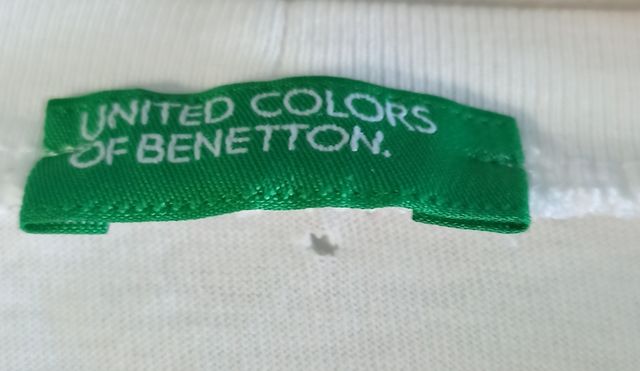 UNITED COLORS
OF BENETTON.